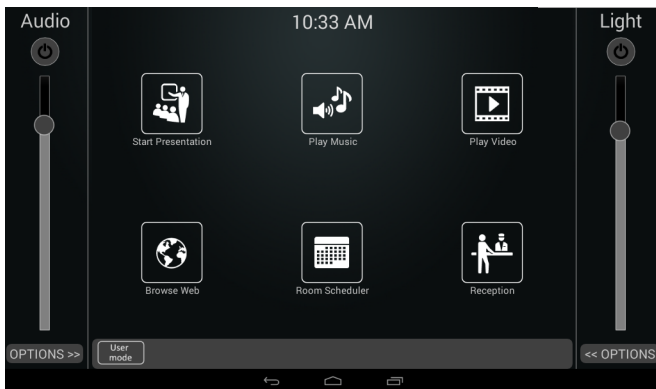 Audio
10:33 AM
Light
Start Presentation
Play Music
Play Video
Browse Web
Room Scheduler
Reception
OPTIONS >>
User
mode
<< OPTIONS